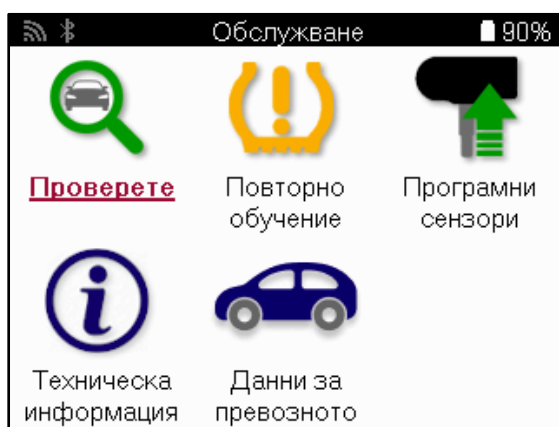 Обслужване 90%
Проверете
Повторно обучение
Програмни сензори
Техническа информация
Данни за превозното